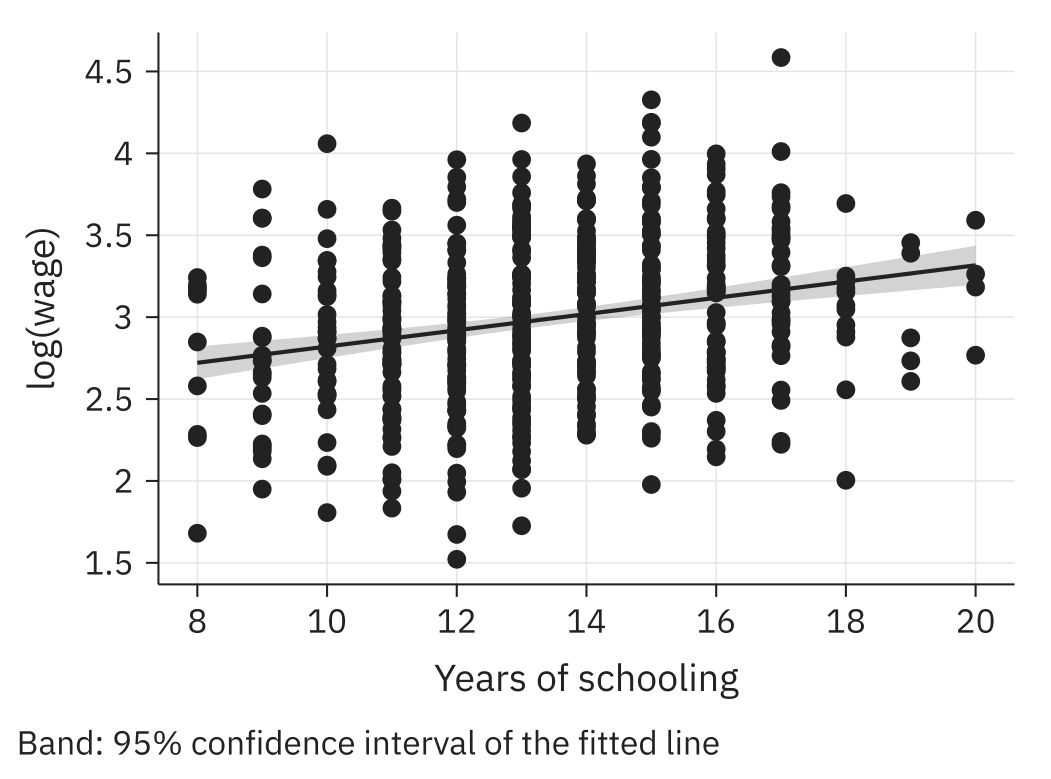 4.5
4
3.5
3
2.5
2
1.5
log(wage)
8 10 12 14 16 18 20
Years of schooling
Band: 95% confidence interval of the fitted line